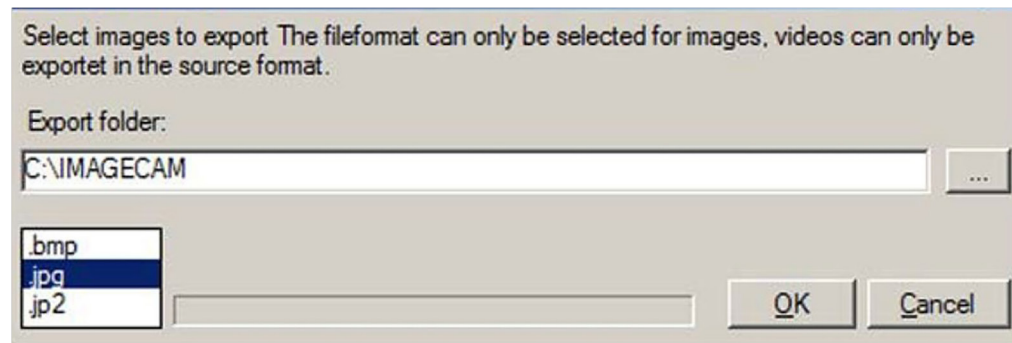 Select images to export The fileformat can only be selected for images, videos can only be
exportet in the source format.
Export folder:
C:\IMAGECAM
...
.bmp
.jpg
.jp2
OK
Cancel